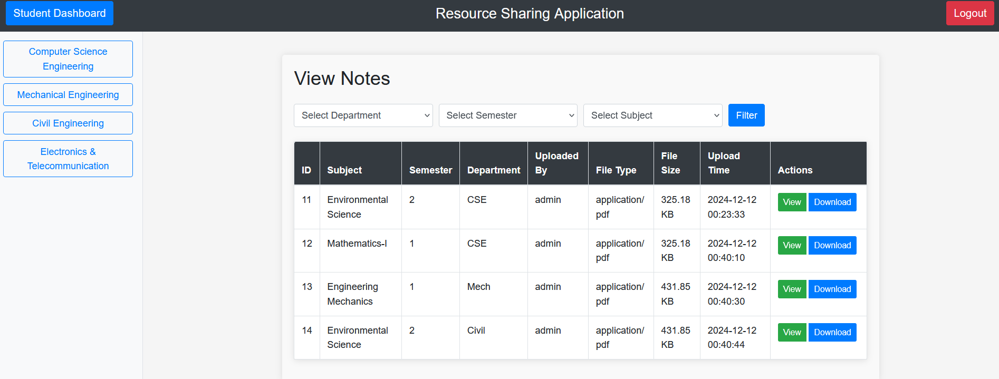 Student Dashboard
Resource Sharing Application
Logout
Computer Science
Engineering
Mechanical Engineering
Civil Engineering
Electronics &
Telecommunication
View Notes
Select Department
Select Semester
Select Subject
Filter
ID Subject Semester Department Uploaded By File Type File Size Upload Time Actions
11 Environmental Science 2 CSE admin application/pdf 325.18 KB 2024-12-12 00:23:33 View Download
12 Mathematics-I 1 CSE admin application/pdf 325.18 KB 2024-12-12 00:40:10 View Download
13 Engineering Mechanics 1 Mech admin application/pdf 431.85 KB 2024-12-12 00:40:30 View Download
14 Environmental Science 2 Civil admin application/pdf 431.85 KB 2024-12-12 00:40:44 View Download